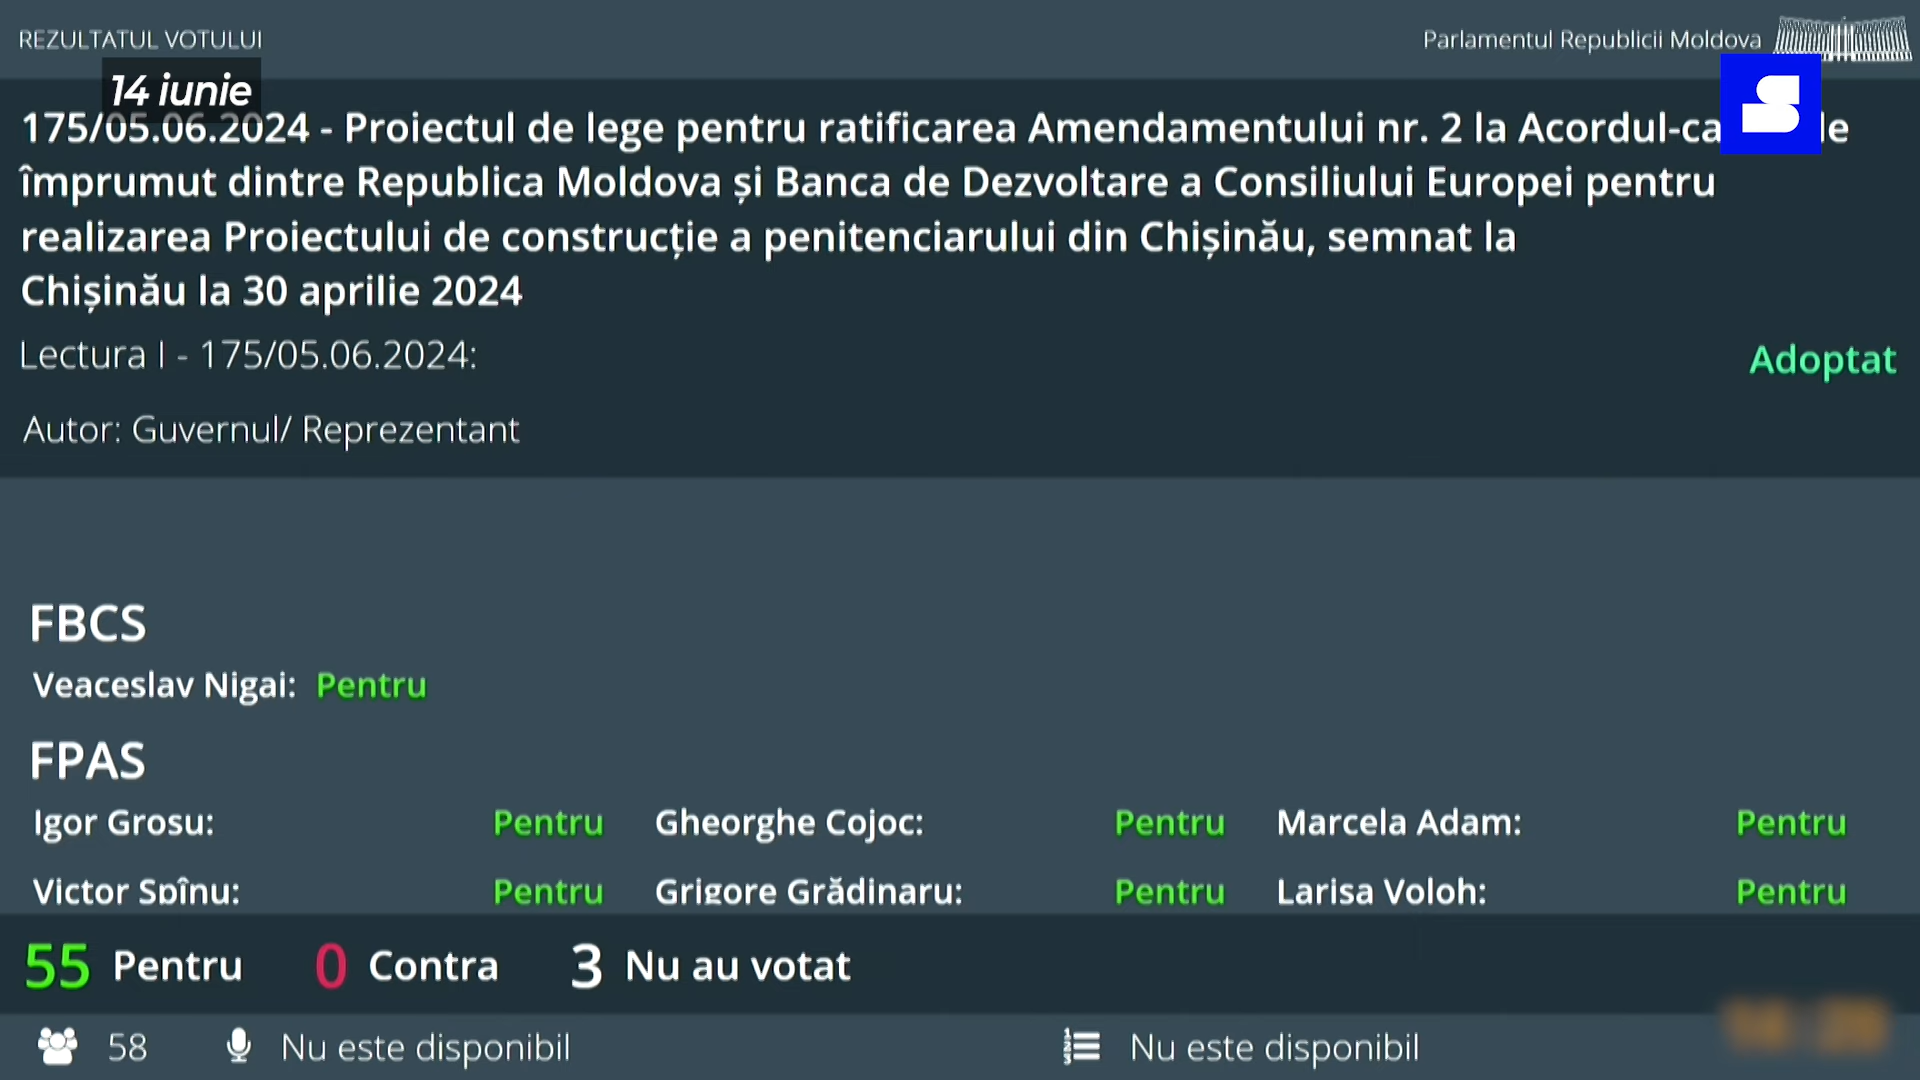 REZULTATUL VOTULUI
Parlamentul Republicii Moldova
14 iunie
175/05.06.2024 - Proiectul de lege pentru ratificarea Amendamentului nr. 2 la
împrumut dintre Republica Moldova și Banca de Dezvoltare a Consiliului Europei pentru
realizarea Proiectului de construcție a penitenciarului din Chișinău, semnat la
Chișinău la 30 aprilie 2024
Lectura I - 175/05.06.2024:
Adoptat
Autor: Guvernul/ Reprezentant
FBCS
Veaceslav Nigai: Pentru
FPAS
Igor Grosu: Pentru Gheorghe Cojoc: Pentru Marcela Adam: Pentru
Victor Spînu: Pentru Grigore Grădinaru: Pentru Larisa Voloh: Pentru
55 Pentru 0 Contra 3 Nu au votat
58 Nu este disponibil Nu este disponibil